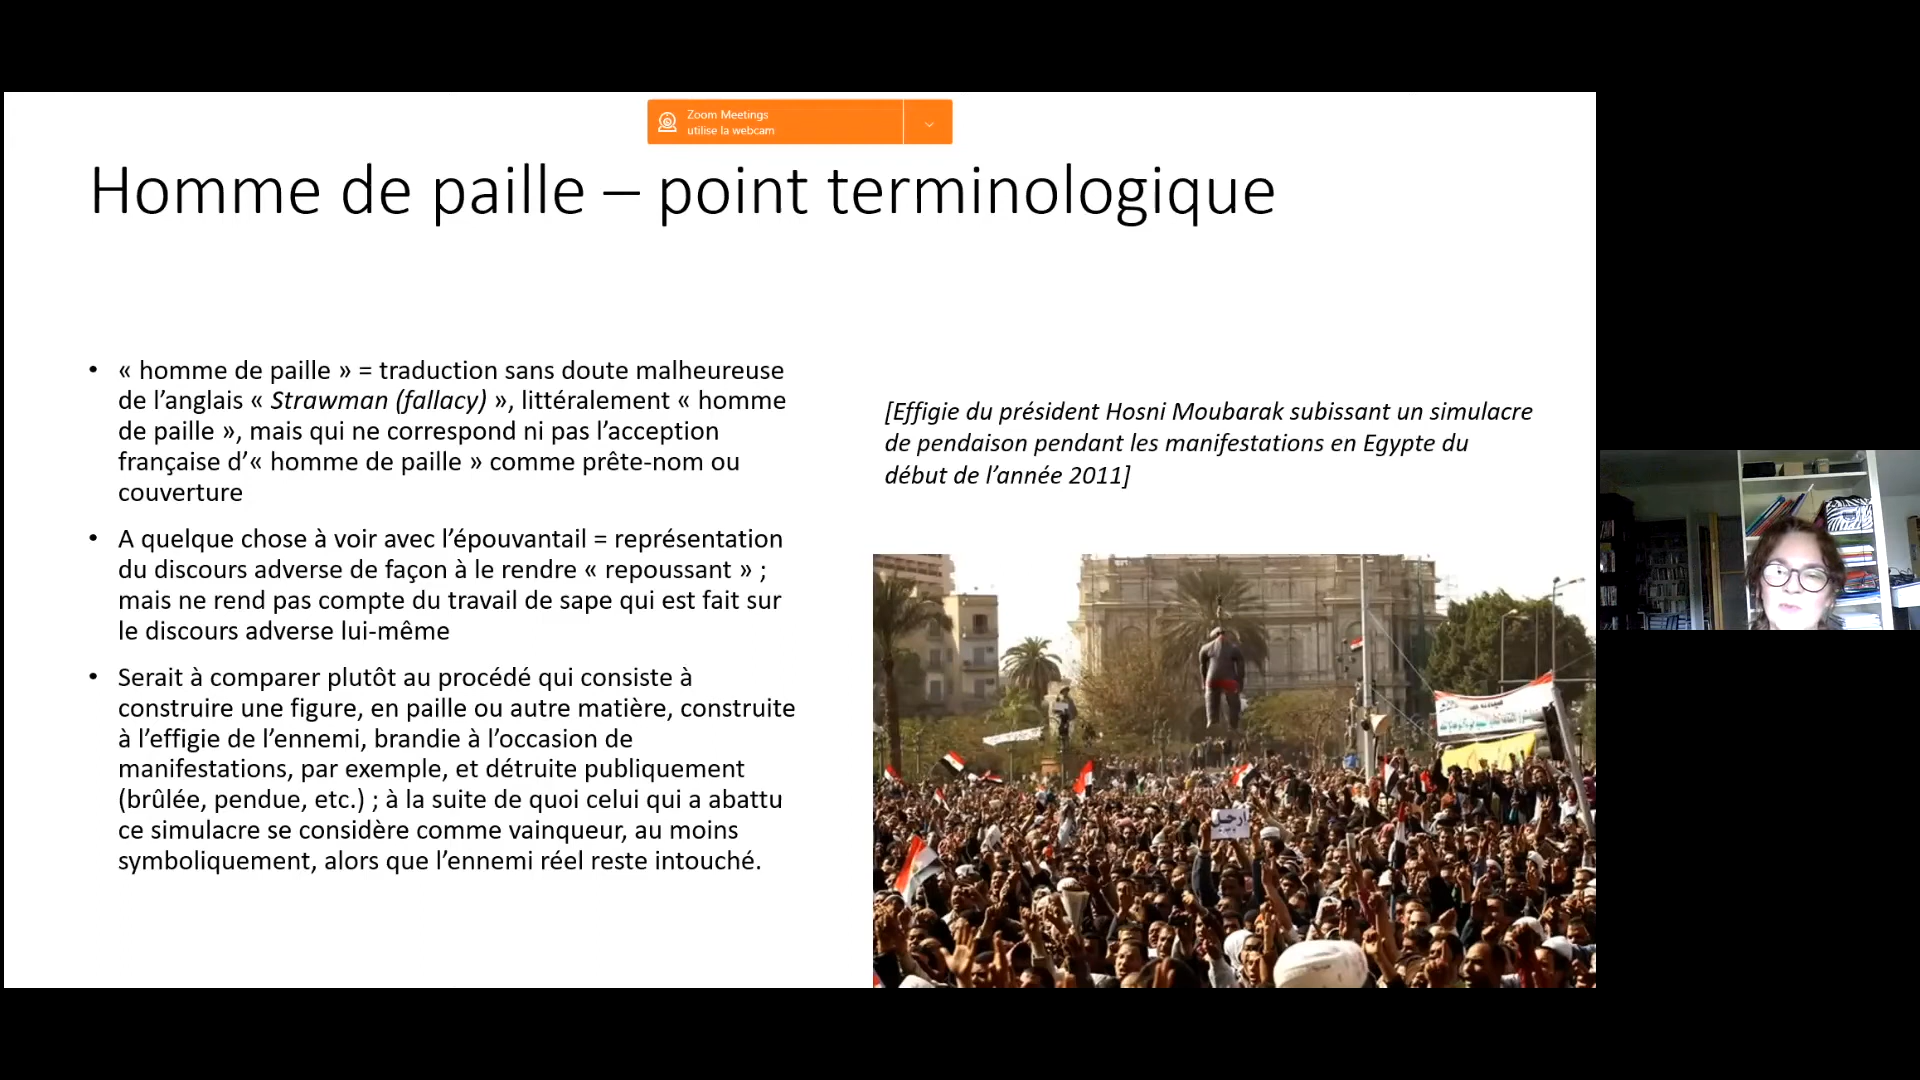 Zoom Meetings
utilise la webcam
Homme de paille – point terminologique
• « homme de paille » = traduction sans doute malheureuse
de l’anglais « Strawman (fallacy) », littéralement « homme
de paille », mais qui ne correspond ni pas l’acception
française d’« homme de paille » comme prête-nom ou
couverture
• A quelque chose à voir avec l’épouvantail = représentation
du discours adverse de façon à le rendre « repoussant » ;
mais ne rend pas compte du travail de sape qui est fait sur
le discours adverse lui-même
• Serait à comparer plutôt au procédé qui consiste à
construire une figure, en paille ou autre matière, construite
à l’effigie de l’ennemi, brandie à l’occasion de
manifestations, par exemple, et détruite publiquement
(brûlée, pendue, etc.) ; à la suite de quoi celui qui a abattu
ce simulacre se considère comme vainqueur, au moins
symboliquement, alors que l’ennemi réel reste intouché.
[Effigie du président Hosni Moubarak subissant un simulacre
de pendaison pendant les manifestations en Egypte du
début de l’année 2011]
ارحل